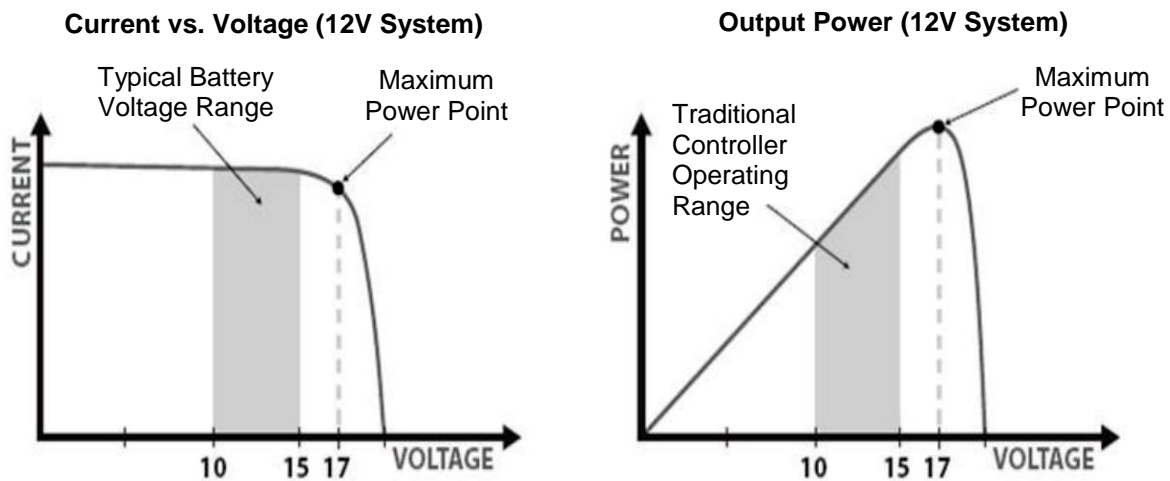 Current vs. Voltage (12V System)
Typical Battery
Voltage Range
Maximum
Power Point
CURRENT
10 15 17 VOLTAGE
Output Power (12V System)
Maximum
Power Point
Traditional
Controller
Operating
Range
POWER
10 15 17 VOLTAGE